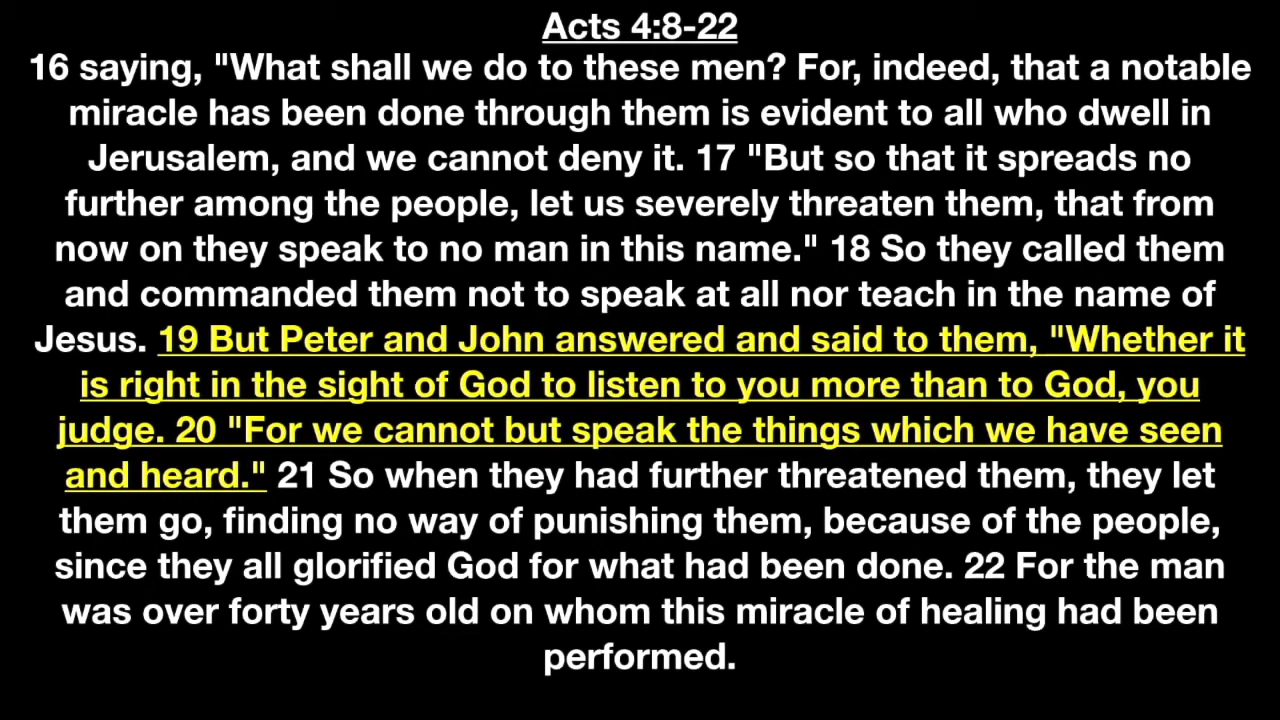 Acts 4:8-22
16 saying, "What shall we do to these men? For, indeed, that a notable
miracle has been done through them is evident to all who dwell in
Jerusalem, and we cannot deny it. 17 "But so that it spreads no
further among the people, let us severely threaten them, that from
now on they speak to no man in this name." 18 So they called them
and commanded them not to speak at all nor teach in the name of
Jesus. 19 But Peter and John answered and said to them, "Whether it
is right in the sight of God to listen to you more than to God, you
judge. 20 "For we cannot but speak the things which we have seen
and heard." 21 So when they had further threatened them, they let
them go, finding no way of punishing them, because of the people,
since they all glorified God for what had been done. 22 For the man
was over forty years old on whom this miracle of healing had been
performed.